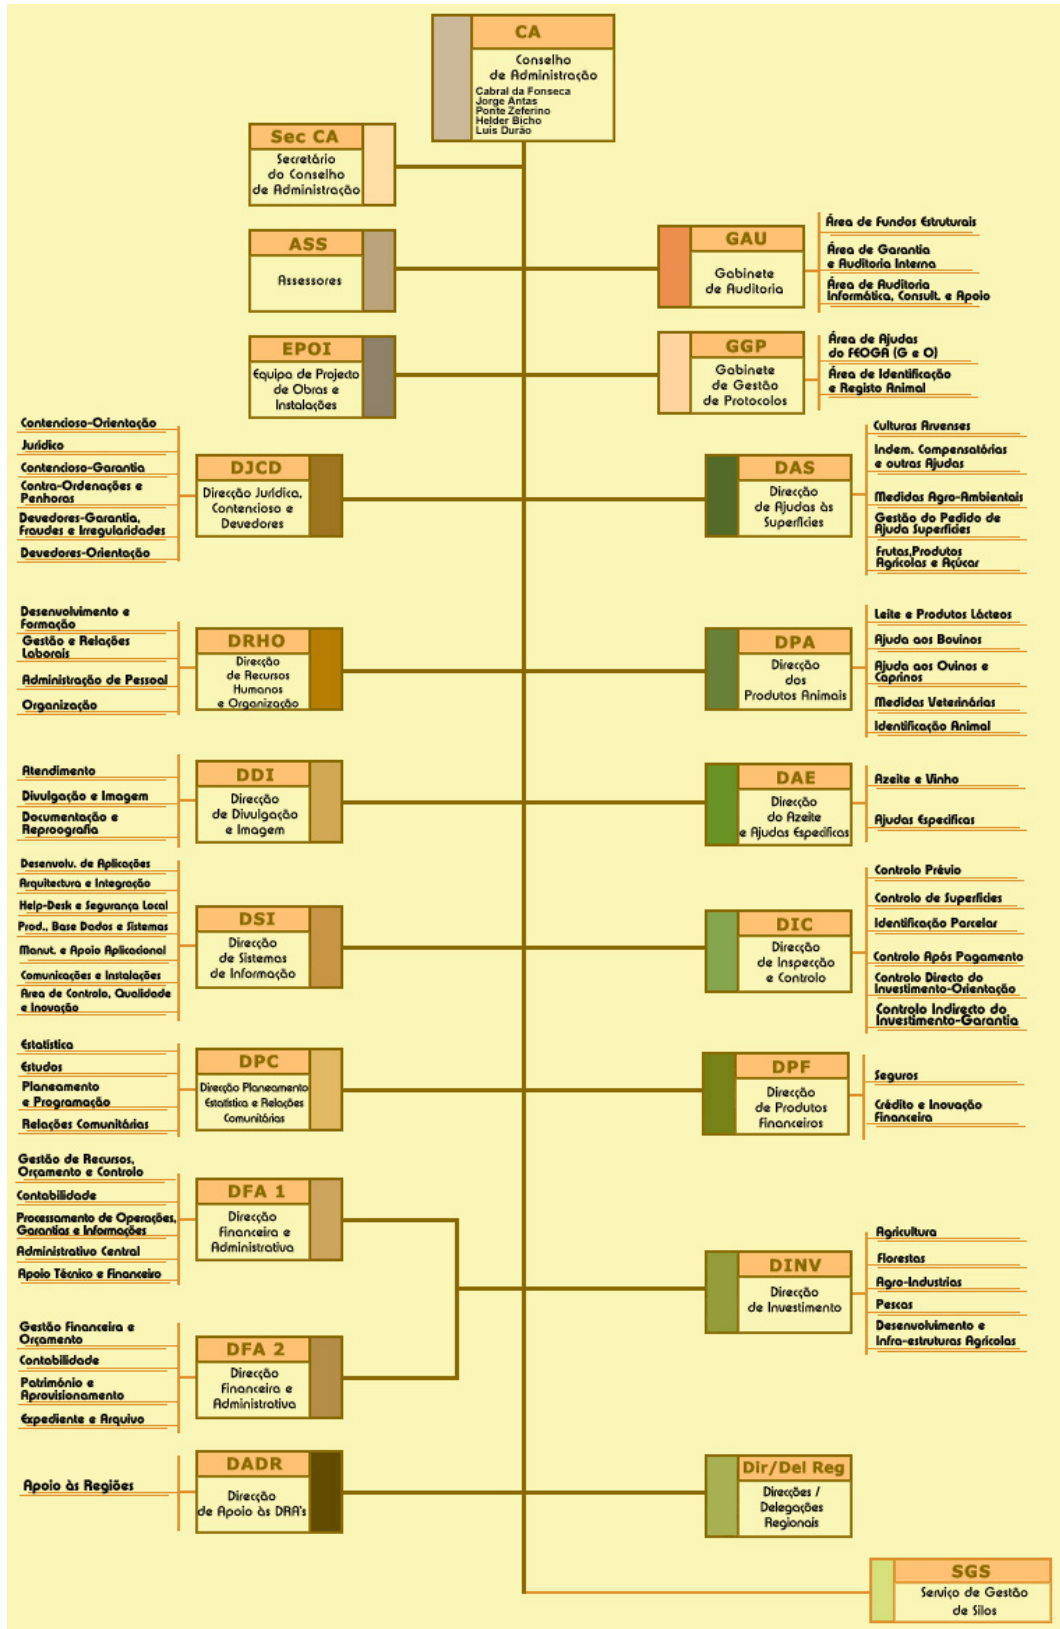 CA
Conselho
de Administração
Cabral da Fonseca
Jorge Antas
Ponte Zeferino
Helder Bicho
Luis Durão
Sec CA
Secretário
do Conselho
de Administração
ASS
Assessores
GAU
Gabinete
de Auditoria
Área de Fundos Estruturais
Área de Garantia
e Auditoria Interna
Área de Auditoria
Informática, Consult. e Apoio
EPOI
Equipa de Projecto
de Obras e
Instalações
GGP
Gabinete
de Gestão
de Protocolos
Área de Ajudas
do FEOGA (G e O)
Área de Identificação
e Registo Animal
Contencioso-Orientação
Jurídico
Contencioso-Garantia
Contra-Ordenações e
Penhoras
Devedores-Garantia,
Fraudes e Irregularidades
Devedores-Orientação
DJCD
Direcção Jurídica,
Contencioso e
Devedores
DAS
Direcção
de Ajudas às
Superfícies
Culturas Arvenses
Indem. Compensatórias
e outras Ajudas
Medidas Agro-Ambientais
Gestão do Pedido de
Ajuda Superfícies
Frutas,Produtos
Agrícolas e Açúcar
Desenvolvimento e
Formação
Gestão e Relações
Laborais
Administração de Pessoal
Organização
DRHO
Direcção
de Recursos
Humanos
e Organização
DPA
Direcção
dos
Produtos Animais
Leite e Produtos Lácteos
Ajuda aos Bovinos
Ajuda aos Ovinos e
Caprinos
Medidas Veterinárias
Identificação Animal
Atendimento
Divulgação e Imagem
Documentação e
Reproografia
DDI
Direcção
de Divulgação
e Imagem
DAE
Direcção
do Azeite
e Ajudas Específicas
Azeite e Vinho
Ajudas Específicas
Desenvolv. de Aplicações
Arquitectura e Integração
Help-Desk e Segurança Local
Prod., Base Dados e Sistemas
Manut. e Apoio Aplicacional
Comunicações e Instalações
Area de Controlo, Qualidade
e Inovação
DSI
Direcção
de Sistemas
de Informação
DIC
Direcção
de Inspecção
e Controlo
Controlo Prévio
Controlo de Superfícies
Identificação Parcelar
Controlo Após Pagamento
Controlo Directo do
Investimento-Orientação
Controlo Indirecto do
Investimento-Garantia
Estatística
Estudos
Planeamento
e Programação
Relações Comunitárias
DPC
Direcção Planeamento
Estatística e Relações
Comunitárias
DPF
Direcção
de Produtos
Financeiros
Seguros
Crédito e Inovação
Financeira
Gestão de Recursos,
Orçamento e Controlo
Contabilidade
Processamento de Operações,
Garantias e Informações
Administrativo Central
Apoio Técnico e Financeiro
DFA 1
Direcção
Financeira e
Administrativa
DINV
Direcção
de Investimento
Agricultura
Florestas
Agro-Industrias
Pescas
Desenvolvimento e
Infra-estruturas Agrícolas
Gestão Financeira e
Orçamento
Contabilidade
Património e
Aprovisionamento
Expediente e Arquivo
DFA 2
Direcção
Financeira e
Administrativa
Apoio às Regiões
DADR
Direcção
de Apoio às DRA's
Dir/Del Reg
Direcções /
Delegações
Regionais
SGS
Serviço de Gestão
de Silos